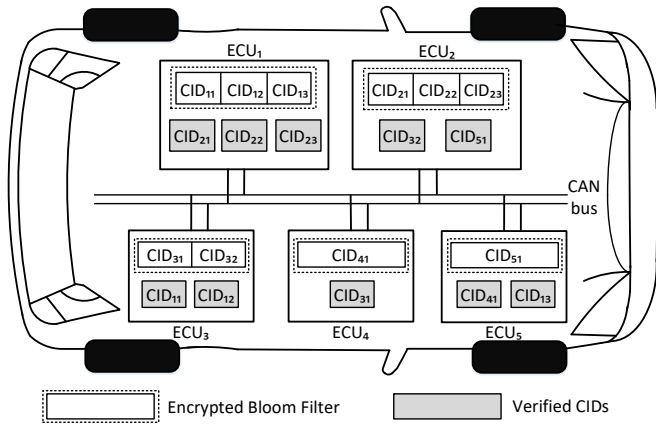 ECU₁ ECU₂
CID₁₁ CID₁₂ CID₁₃ CID₂₁ CID₂₂ CID₂₃
CID₂₁ CID₂₂ CID₂₃ CID₃₂ CID₅₁
CAN
bus
CID₃₁ CID₃₂ CID₄₁ CID₅₁
CID₁₁ CID₁₂ CID₃₁ CID₄₁ CID₁₃
ECU₃ ECU₄ ECU₅
Encrypted Bloom Filter Verified CIDs